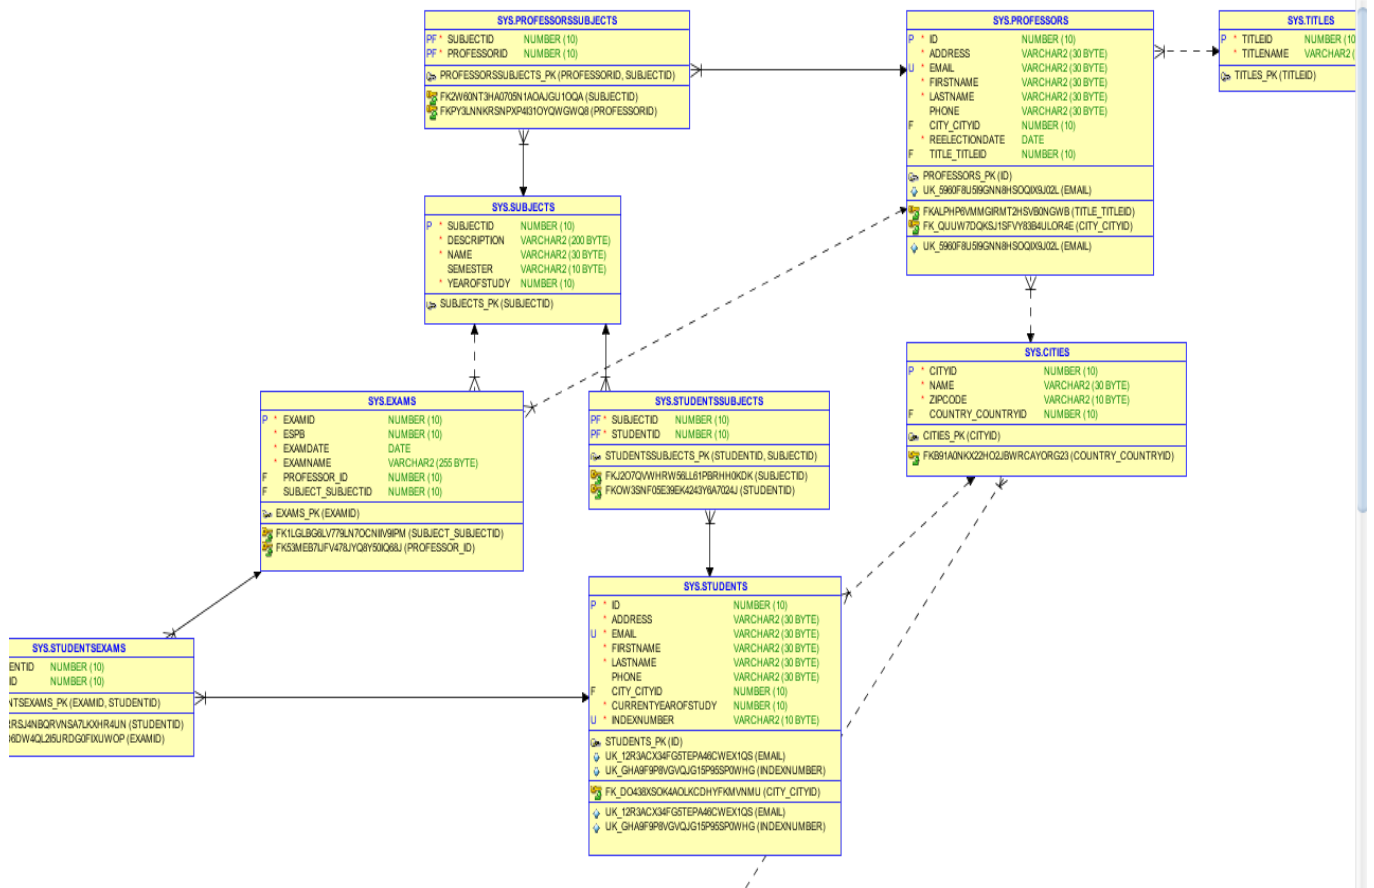 SYS.PROFESSORSSUBJECTS
PF * SUBJECTID NUMBER (10)
PF * PROFESSORID NUMBER (10)
PROFESSORSSUBJECTS_PK (PROFESSORID, SUBJECTID)
(SUBJECTID)
(PROFESSORID)
SYS.PROFESSORS
P * ID NUMBER (10)
* ADDRESS VARCHAR2 (30 BYTE)
U * EMAIL VARCHAR2 (30 BYTE)
* FIRSTNAME VARCHAR2 (30 BYTE)
* LASTNAME VARCHAR2 (30 BYTE)
PHONE VARCHAR2 (30 BYTE)
F CITY_CITYID NUMBER (10)
* REELECTIONDATE DATE
F TITLE_TITLEID NUMBER (10)
PROFESSORS_PK (ID)
(EMAIL)
(TITLE_TITLEID)
(CITY_CITYID)
(EMAIL)
SYS.TITLES
P * TITLEID NUMBER (10
* TITLENAME VARCHAR2 (
TITLES_PK (TITLEID)
SYS.SUBJECTS
P * SUBJECTID NUMBER (10)
* DESCRIPTION VARCHAR2 (200 BYTE)
* NAME VARCHAR2 (30 BYTE)
SEMESTER VARCHAR2 (10 BYTE)
* YEAROFSTUDY NUMBER (10)
SUBJECTS_PK (SUBJECTID)
SYS.CITIES
P * CITYID NUMBER (10)
* NAME VARCHAR2 (30 BYTE)
* ZIPCODE VARCHAR2 (10 BYTE)
F COUNTRY_COUNTRYID NUMBER (10)
CITIES_PK (CITYID)
FKB91A0NKX22HO2JBWRCAYORG23 (COUNTRY_COUNTRYID)
SYS.EXAMS
P * EXAMID NUMBER (10)
* ESPB NUMBER (10)
* EXAMDATE DATE
* EXAMNAME VARCHAR2 (255 BYTE)
F PROFESSOR_ID NUMBER (10)
F SUBJECT_SUBJECTID NUMBER (10)
EXAMS_PK (EXAMID)
(SUBJECT_SUBJECTID)
(PROFESSOR_ID)
SYS.STUDENTSSUBJECTS
PF * SUBJECTID NUMBER (10)
PF * STUDENTID NUMBER (10)
STUDENTSSUBJECTS_PK (STUDENTID, SUBJECTID)
(SUBJECTID)
FKOW3SNF05E39EK4243Y6A7024J (STUDENTID)
SYS.STUDENTS
P * ID NUMBER (10)
* ADDRESS VARCHAR2 (30 BYTE)
U * EMAIL VARCHAR2 (30 BYTE)
* FIRSTNAME VARCHAR2 (30 BYTE)
* LASTNAME VARCHAR2 (30 BYTE)
PHONE VARCHAR2 (30 BYTE)
F CITY_CITYID NUMBER (10)
* CURRENTYEAROFSTUDY NUMBER (10)
U * INDEXNUMBER VARCHAR2 (10 BYTE)
STUDENTS_PK (ID)
UK_12R3ACX34FG5TEPA46CWEX1QS (EMAIL)
UK_GHA9F9P8VGVQJG15P95SP0WHG (INDEXNUMBER)
FK_DO438XSOK4AOLKCDHYFKMVNMU (CITY_CITYID)
UK_12R3ACX34FG5TEPA46CWEX1QS (EMAIL)
UK_GHA9F9P8VGVQJG15P95SP0WHG (INDEXNUMBER)
SYS.STUDENTSEXAMS
ENTID NUMBER (10)
ID NUMBER (10)
NTSEXAMS_PK (EXAMID, STUDENTID)
(STUDENTID)
(EXAMID)